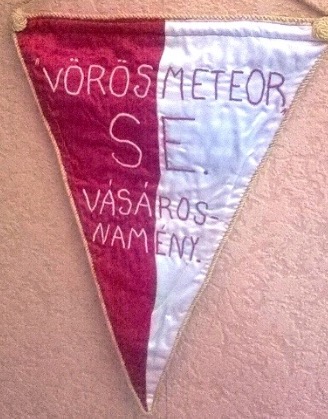 "VÖRÖS METEOR"
S E.
VÁSÁROS-
NAMÉNY.